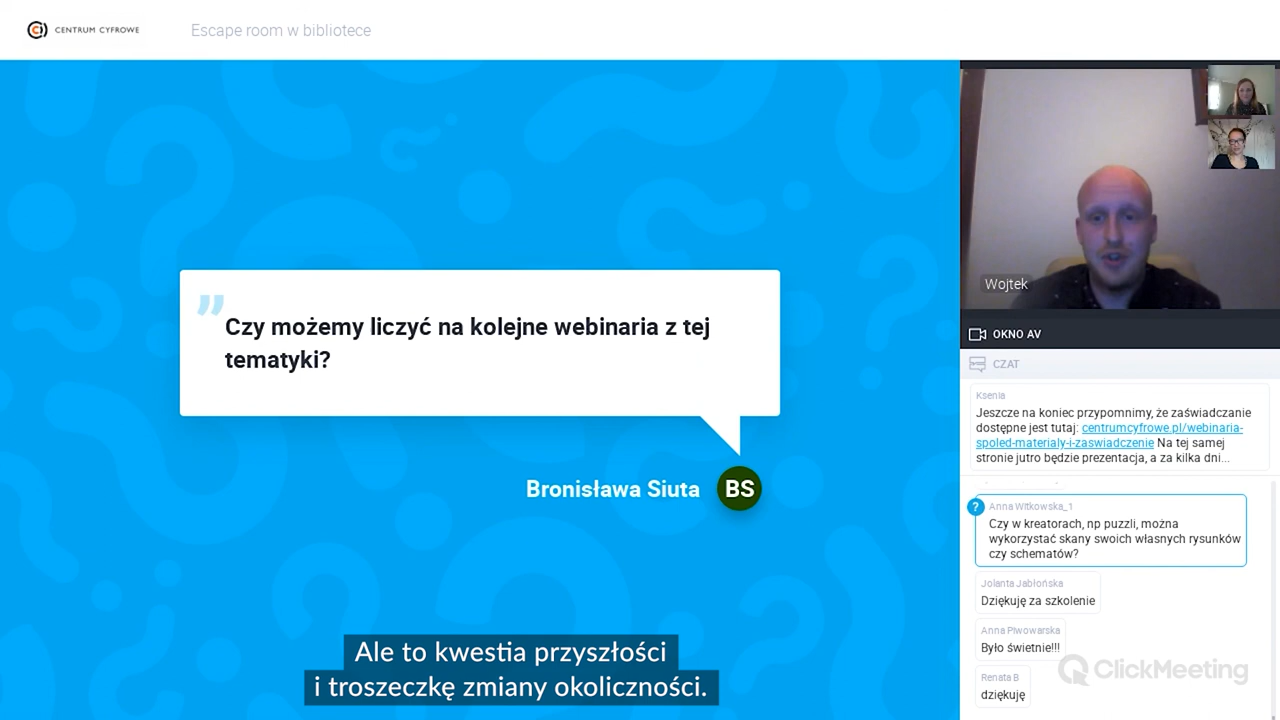 CENTRUM CYFROWE
Escape room w bibliotece
Czy możemy liczyć na kolejne webinaria z tej
tematyki?
Bronisława Siuta
BS
Ale to kwestia przyszłości
i troszeczkę zmiany okoliczności.
Wojtek
OKNO AV
CZAT
Ksenia
Jeszcze na koniec przypomnimy, że zaświadczanie
dostępne jest tutaj: centrumcyfrowe.pl/webinaria-
spoled-materialy-i-zaswiadczenie Na tej samej
stronie jutro będzie prezentacja, a za kilka dni...
?
Anna Witkowska_1
Czy w kreatorach, np puzzli, można
wykorzystać skany swoich własnych rysunków
czy schematów?
Jolanta Jabłońska
Dziękuję za szkolenie
Anna Piwowarska
Było świetnie!!!
Renata B
dziękuję
ClickMeeting